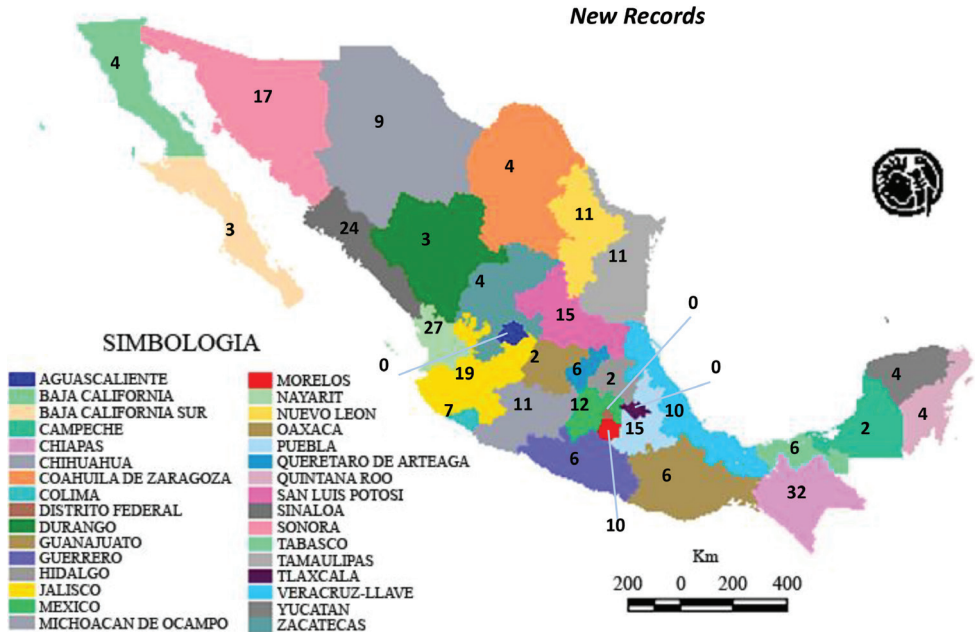 New Records
4
17
9
4
11
3
24
3
11
4
15
27
0
0
0
2
6
2
19
7
11
12
15
10
6
6
10
6
32
2
4
4
SIMBOLOGIA
AGUASCALIENTE
BAJA CALIFORNIA
BAJA CALIFORNIA SUR
CAMPECHE
CHIAPAS
CHIHUAHUA
COAHUILA DE ZARAGOZA
COLIMA
DISTRITO FEDERAL
DURANGO
GUANAJUATO
GUERRERO
HIDALGO
JALISCO
MEXICO
MICHOACAN DE OCAMPO
MORELOS
NAYARIT
NUEVO LEON
OAXACA
PUEBLA
QUERETARO DE ARTEAGA
QUINTANA ROO
SAN LUIS POTOSI
SINALOA
SONORA
TABASCO
TAMAULIPAS
TLAXCALA
VERACRUZ-LLAVE
YUCATAN
ZACATECAS
Km
200 0 200 400